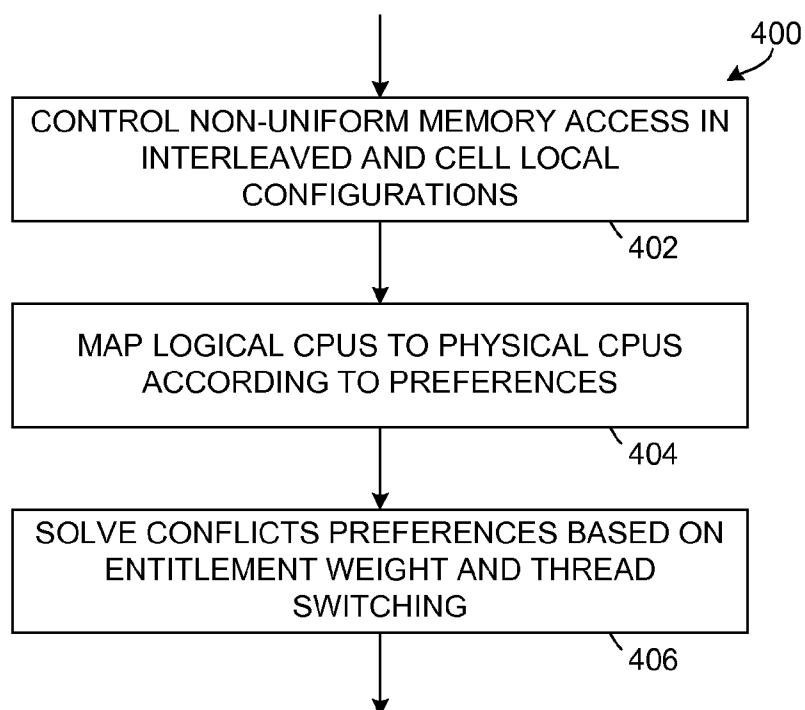 400
CONTROL NON-UNIFORM MEMORY ACCESS IN
INTERLEAVED AND CELL LOCAL
CONFIGURATIONS
402
MAP LOGICAL CPUS TO PHYSICAL CPUS
ACCORDING TO PREFERENCES
404
SOLVE CONFLICTS PREFERENCES BASED ON
ENTITLEMENT WEIGHT AND THREAD
SWITCHING
406